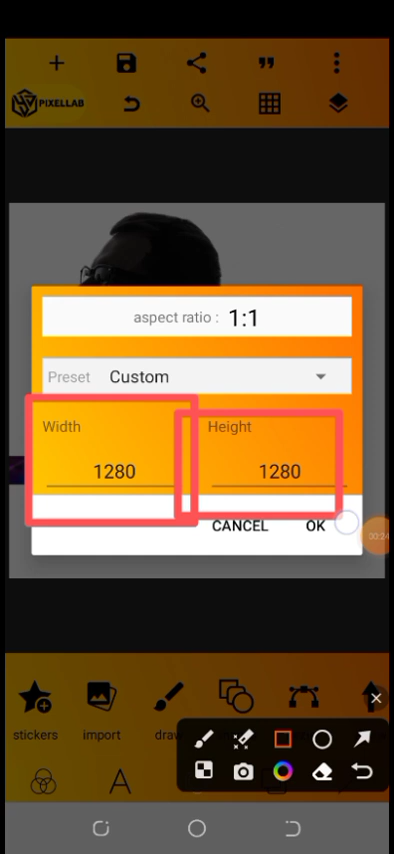 PIXELLAB
aspect ratio : 1:1
Preset Custom
Width Height
1280 1280
CANCEL OK
00:24
stickers import draw